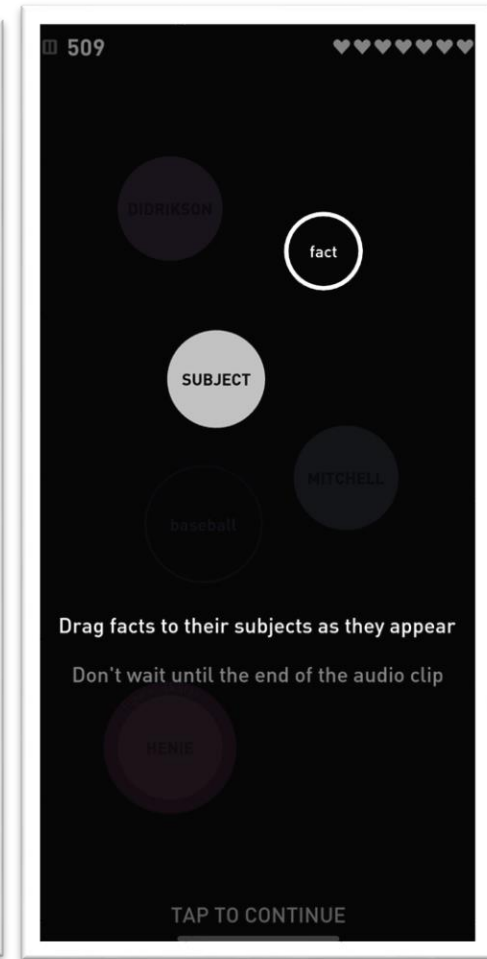 509
DIDRIKSON
fact
SUBJECT
MITCHELL
baseball
Drag facts to their subjects as they appear
Don't wait until the end of the audio clip
HENIE
TAP TO CONTINUE